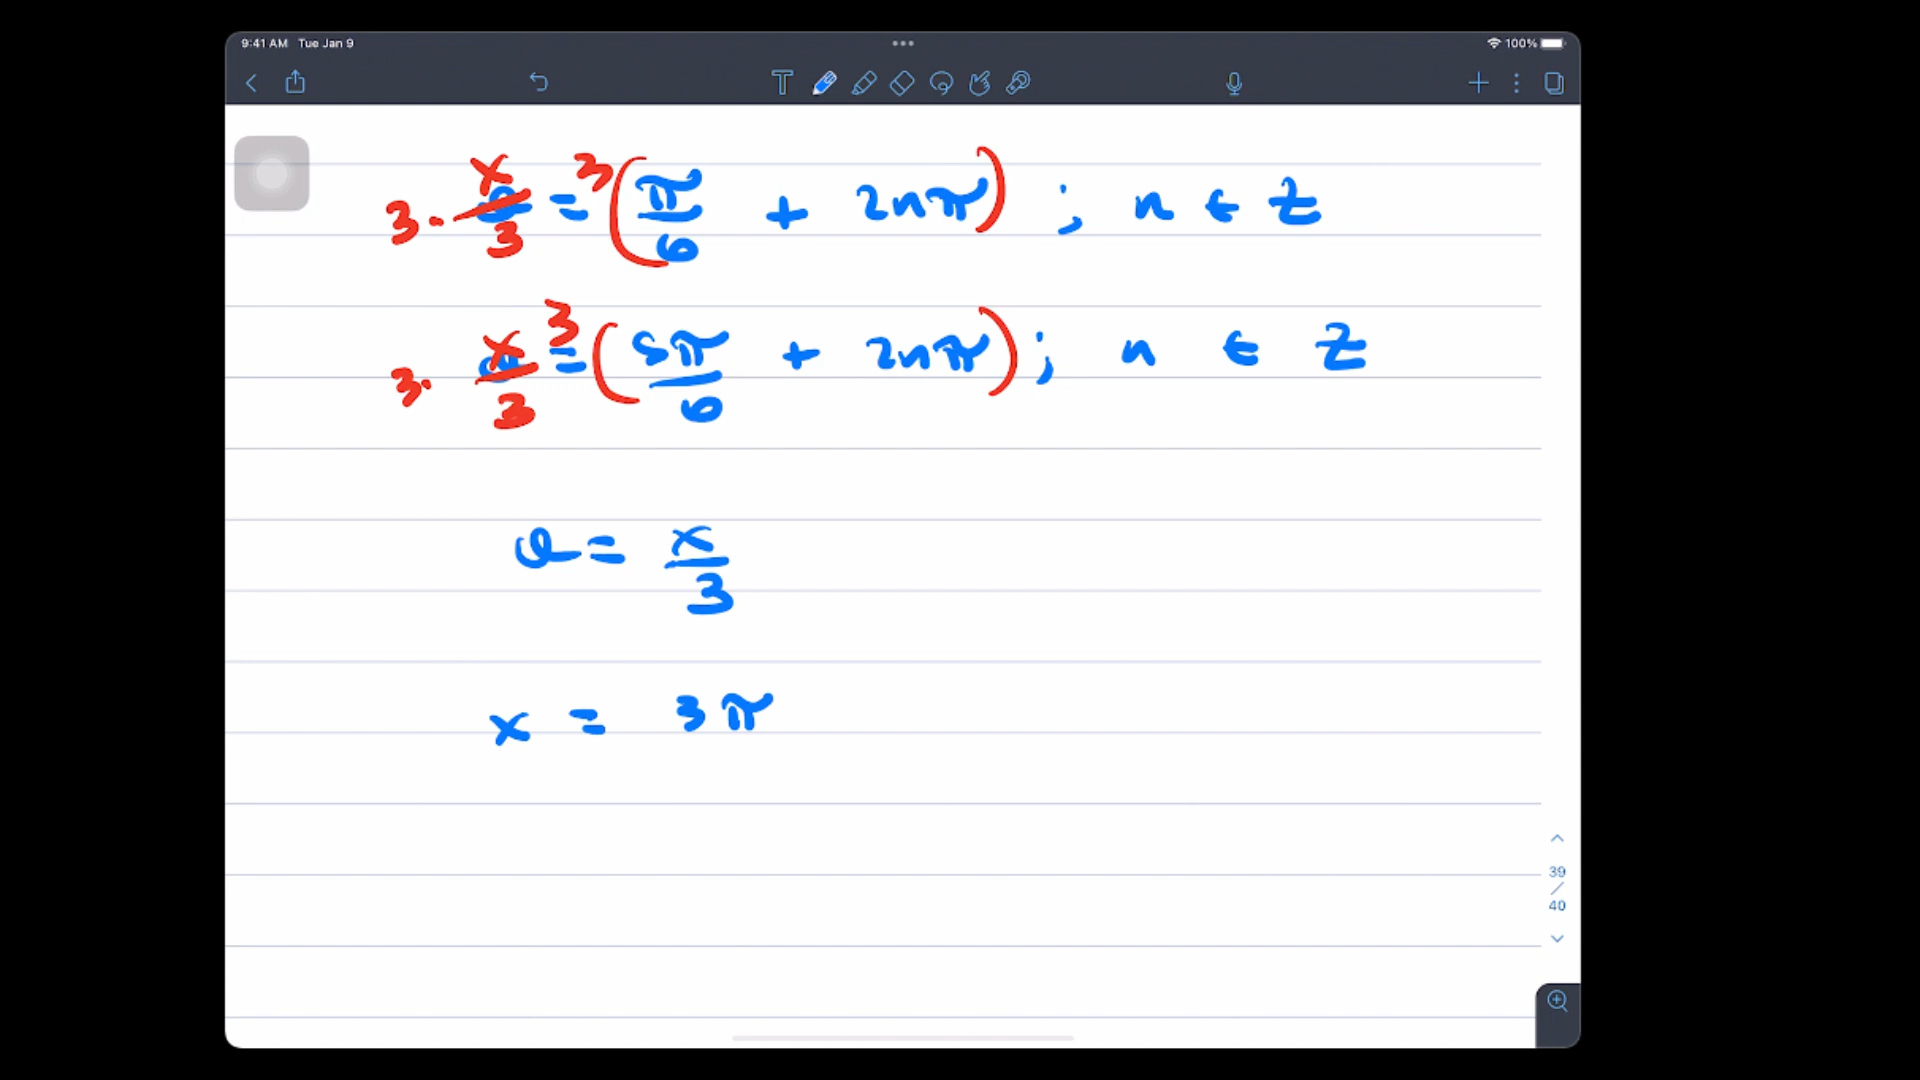 9:41 AM Tue Jan 9
100%
T
3 · x/3 = 3(π/6 + 2nπ) ; n ∈ Z
3 · x/3 = 3(5π/6 + 2nπ) ; n ∈ Z
θ = x/3
x = 3π
39
/
40